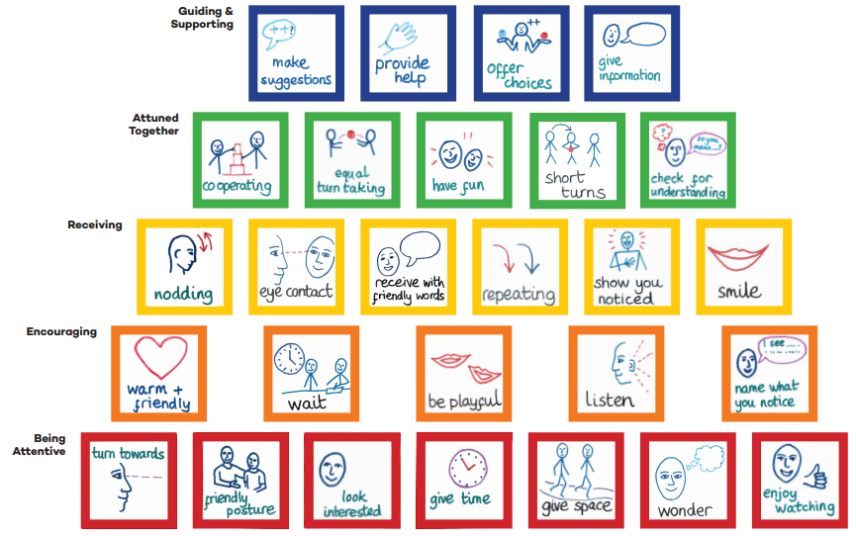 Guiding &
Supporting
++?
make
suggestions
provide
help
++
offer
choices
give
information
Attuned
Together
cooperating
equal
turn taking
have fun
short
turns
?
so you
mean...?
check for
understanding
Receiving
nodding
eye contact
receive with
friendly words
repeating
show you
noticed
smile
Encouraging
warm +
friendly
wait
be playful
listen
I see....
name what
you notice
Being
Attentive
turn towards
friendly
posture
look
interested
give time
give space
wonder
enjoy
watching